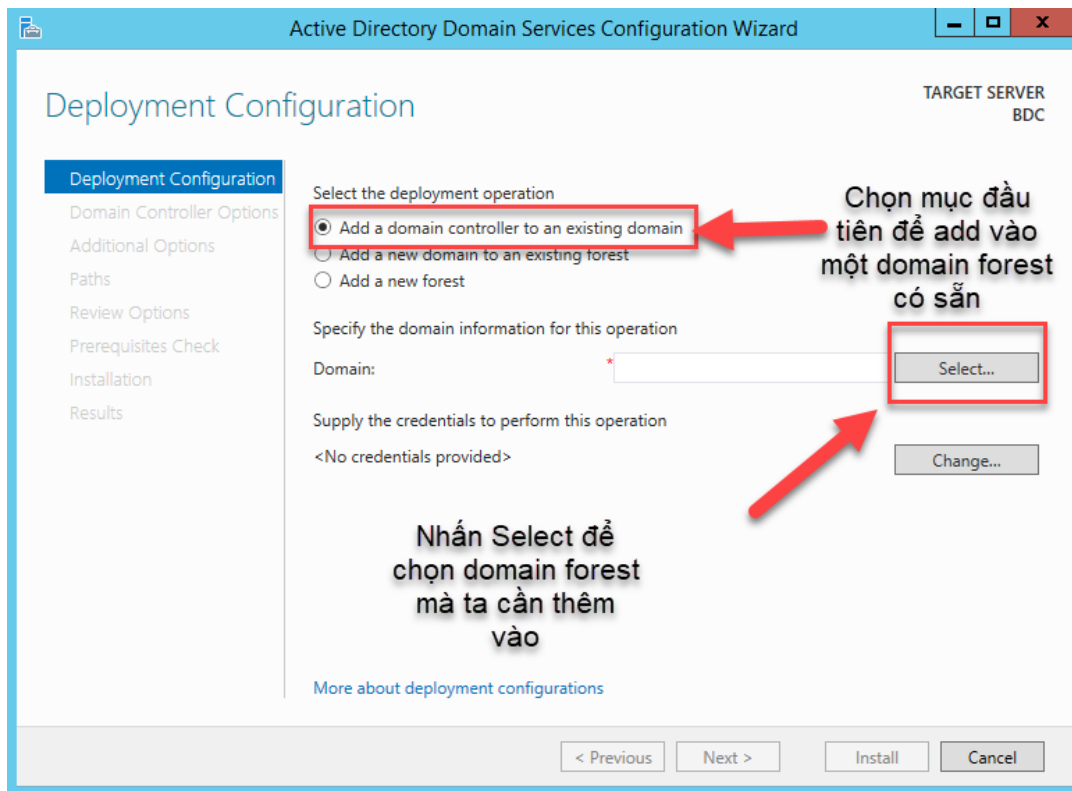 Active Directory Domain Services Configuration Wizard
Deployment Configuration
TARGET SERVER
BDC
Deployment Configuration
Domain Controller Options
Additional Options
Paths
Review Options
Prerequisites Check
Installation
Results
Select the deployment operation
Add a domain controller to an existing domain
Add a new domain to an existing forest
Add a new forest
Chọn mục đầu
tiên để add vào
một domain forest
có sẵn
Specify the domain information for this operation
Domain:
*
Select...
Supply the credentials to perform this operation
<No credentials provided>
Change...
Nhấn Select để
chọn domain forest
mà ta cần thêm
vào
More about deployment configurations
< Previous
Next >
Install
Cancel